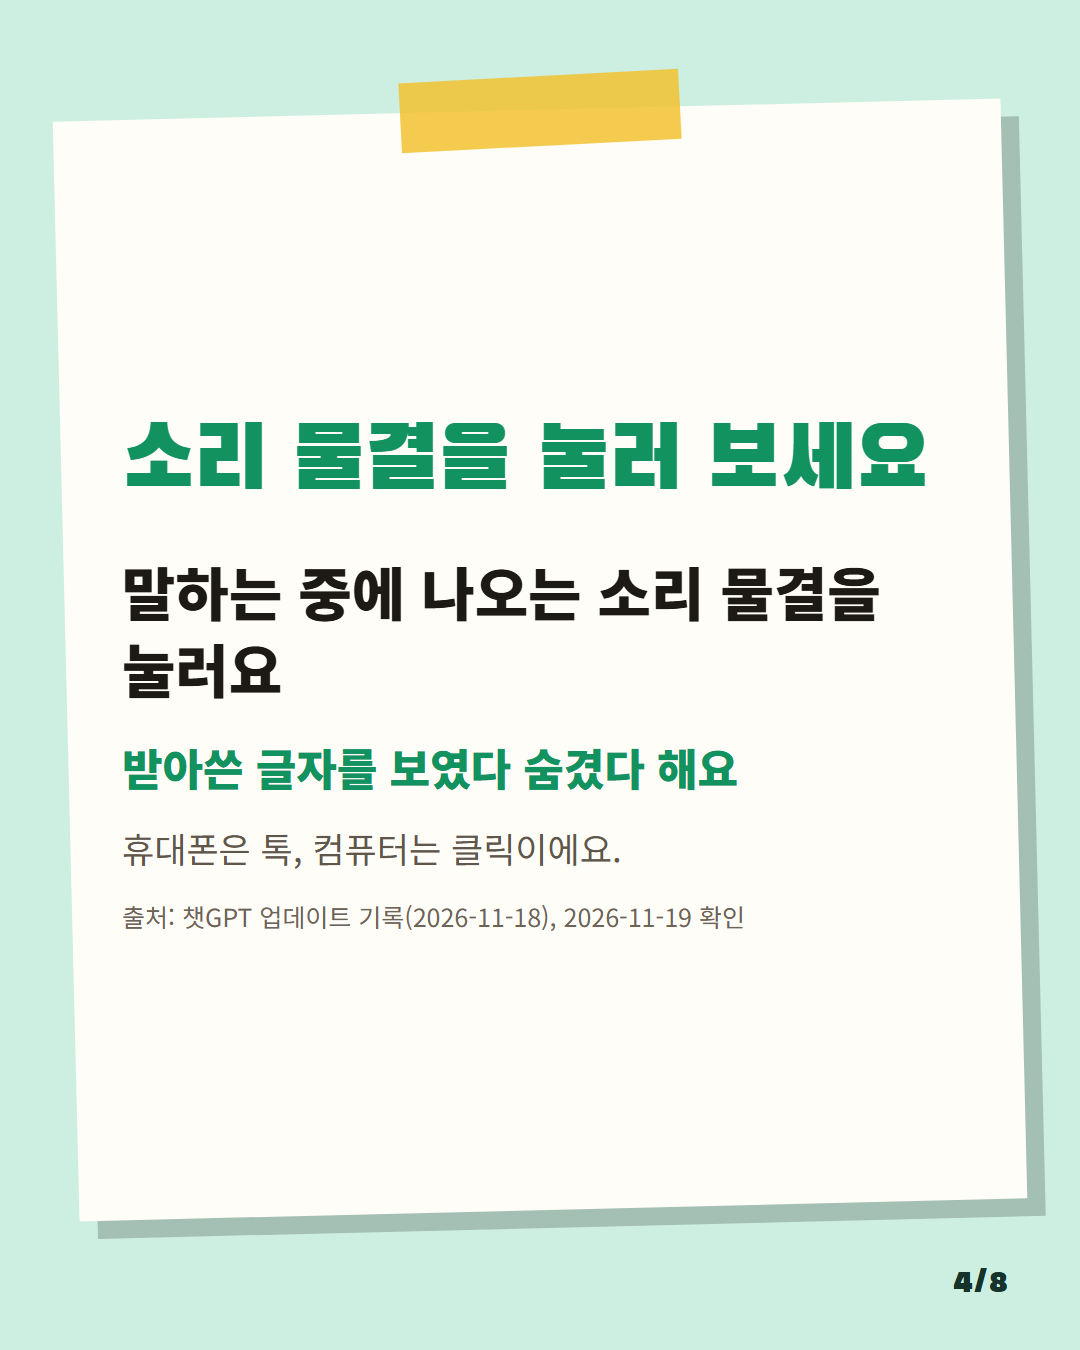 소리 물결을 눌러 보세요
말하는 중에 나오는 소리 물결을
눌러요
받아쓴 글자를 보였다 숨겼다 해요
휴대폰은 톡, 컴퓨터는 클릭이에요.
출처: 챗GPT 업데이트 기록(2026-11-18), 2026-11-19 확인
4/8